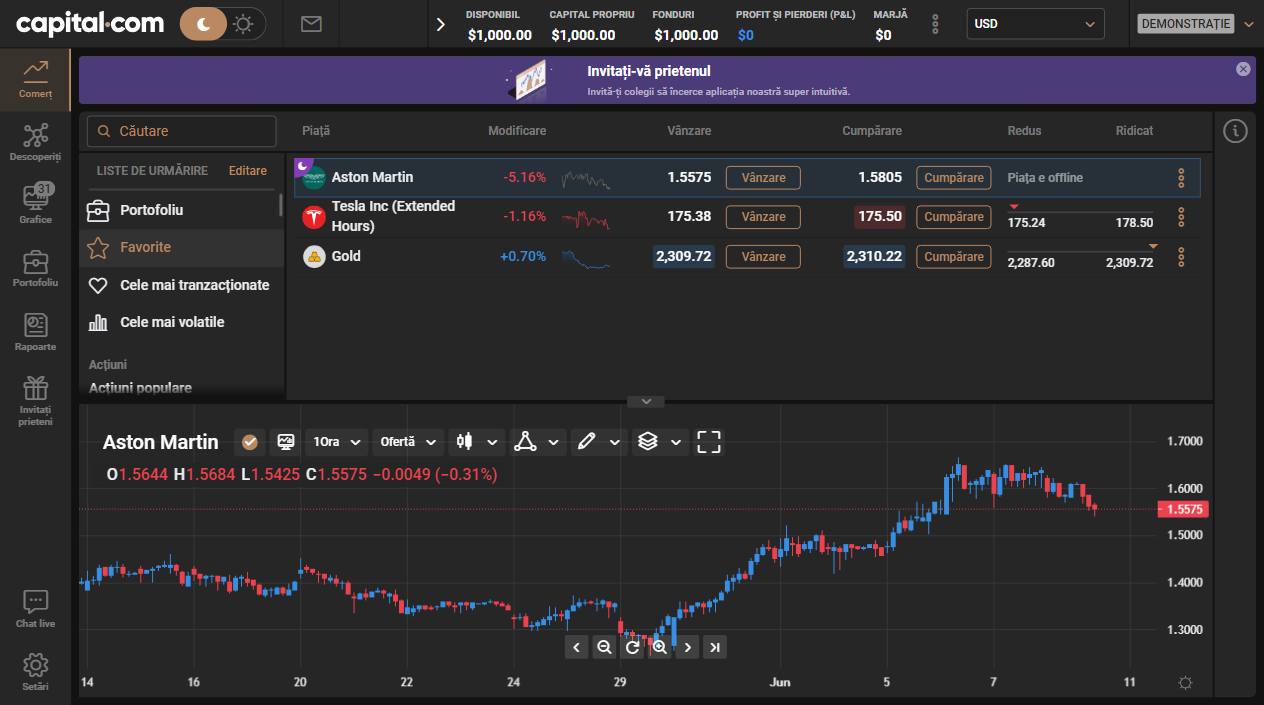 capital.com
DISPONIBIL
$1,000.00
CAPITAL PROPRIU
$1,000.00
FONDURI
$1,000.00
PROFIT ȘI PIERDERI (P&L)
$0
MARJĂ
$0
USD
DEMONSTRAȚIE
Comerț
Descoperiți
31
Grafice
Portofoliu
Rapoarte
Invitați
prieteni
Chat live
Setări
Invitați-vă prietenul
Invită-ți colegii să încerce aplicația noastră super intuitivă.
Căutare
LISTE DE URMĂRIRE Editare
Portofoliu
Favorite
Cele mai tranzacționate
Cele mai volatile
Acțiuni
Acțiuni populare
Piață Modificare Vânzare Cumpărare Redus Ridicat
Aston Martin -5.16% 1.5575 Vânzare 1.5805 Cumpărare Piața e offline
Tesla Inc (Extended
Hours) -1.16% 175.38 Vânzare 175.50 Cumpărare 175.24 178.50
Gold +0.70% 2,309.72 Vânzare 2,310.22 Cumpărare 2,287.60 2,309.72
Aston Martin 1Ora Ofertă
O1.5644 H1.5684 L1.5425 C1.5575 −0.0049 (−0.31%)
1.7000
1.6000
1.5575
1.5000
1.4000
1.3000
14 16 20 22 24 29 Jun 5 7 11